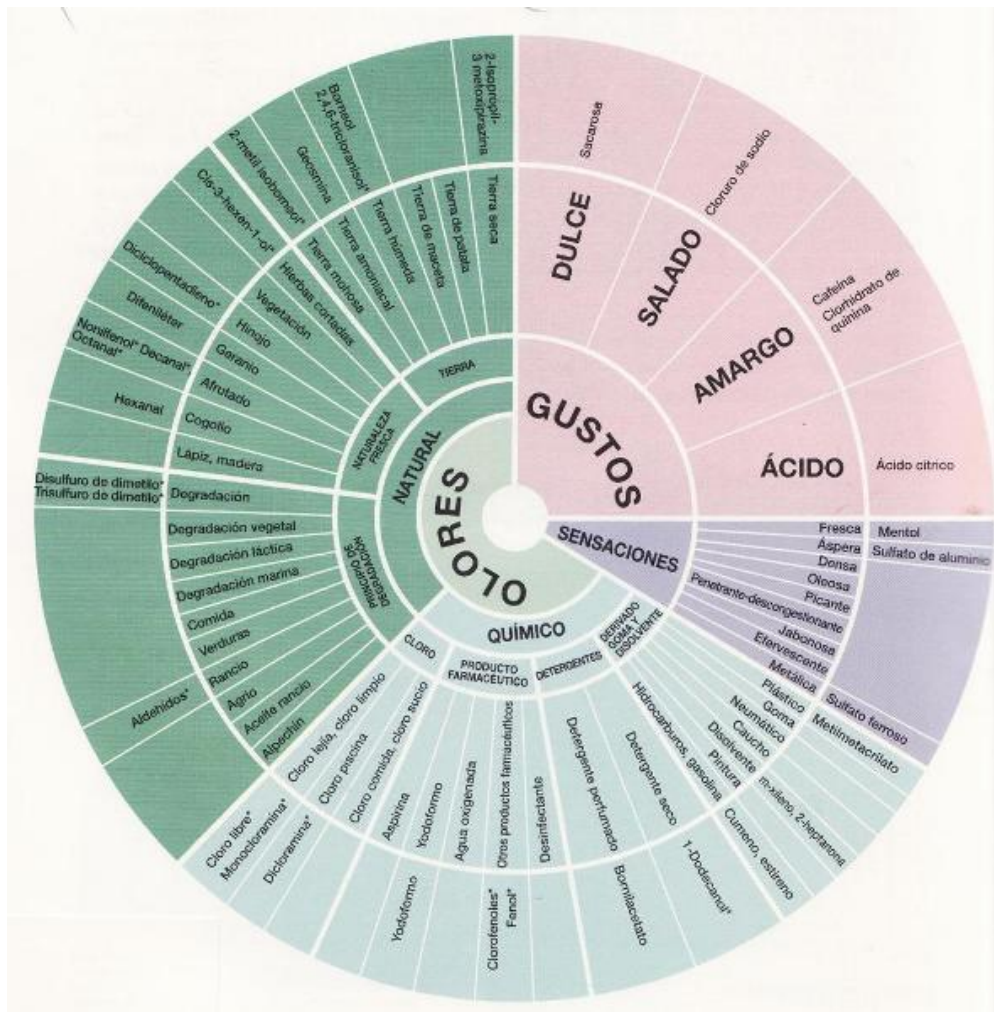 GUSTOS
DULCE
Sacarosa
SALADO
Cloruro de sodio
AMARGO
Cafeína
Clorhidrato de
quinina
ÁCIDO
Ácido cítrico
SENSACIONES
Fresca
Mentol
Áspera
Sulfato de aluminio
Densa
Oleosa
Picante
Penetrante-descongestionante
Jabonosa
Efervescente
Metálica
Sulfato ferroso
OLORES
QUÍMICO
DERIVADO
GOMA Y
DISOLVENTE
Plástico
Metilmetacrilato
Goma
Neumático
Caucho
Disolvente
m-xileno, 2-heptanona
Pintura
Hidrocarburos, gasolina
Cumeno, estireno
DETERGENTES
Detergente seco
1-Dodecanol*
Detergente perfumado
Bornilacetato
PRODUCTO
FARMACÉUTICO
Desinfectante
Otros productos farmacéuticos
Clorofenoles*
Fenol*
Agua oxigenada
Yodoformo
Yodoformo
Aspirina
CLORO
Cloro comida, cloro sucio
Dicloramina*
Cloro piscina
Monocloramina*
Cloro lejía, cloro limpio
Cloro libre*
NATURAL
PRINCIPIO DE
DEGRADACIÓN
Alpechín
Aceite rancio
Agrio
Rancio
Aldehidos*
Verduras
Comida
Degradación marina
Degradación láctica
Degradación vegetal
Degradación
Disulfuro de dimetilo*
Trisulfuro de dimetilo*
NATURALEZA
FRESCA
Lápiz, madera
Cogollo
Hexanal
Afrutado
Nonilfenol* Decanal*
Octanal*
Geranio
Difeniléter
Hinojo
Diciclopentadieno*
Vegetación
Hierbas cortadas
Cis-3-hexen-1-ol*
TIERRA
Tierra mohosa
2-metil isoborneol*
Tierra amoniacal
Geosmina
Tierra húmeda
Borneol
2,4,6-tricloranisol*
Tierra de maceta
Tierra de patata
Tierra seca
2-Isopropil-
3 metoxipirazina